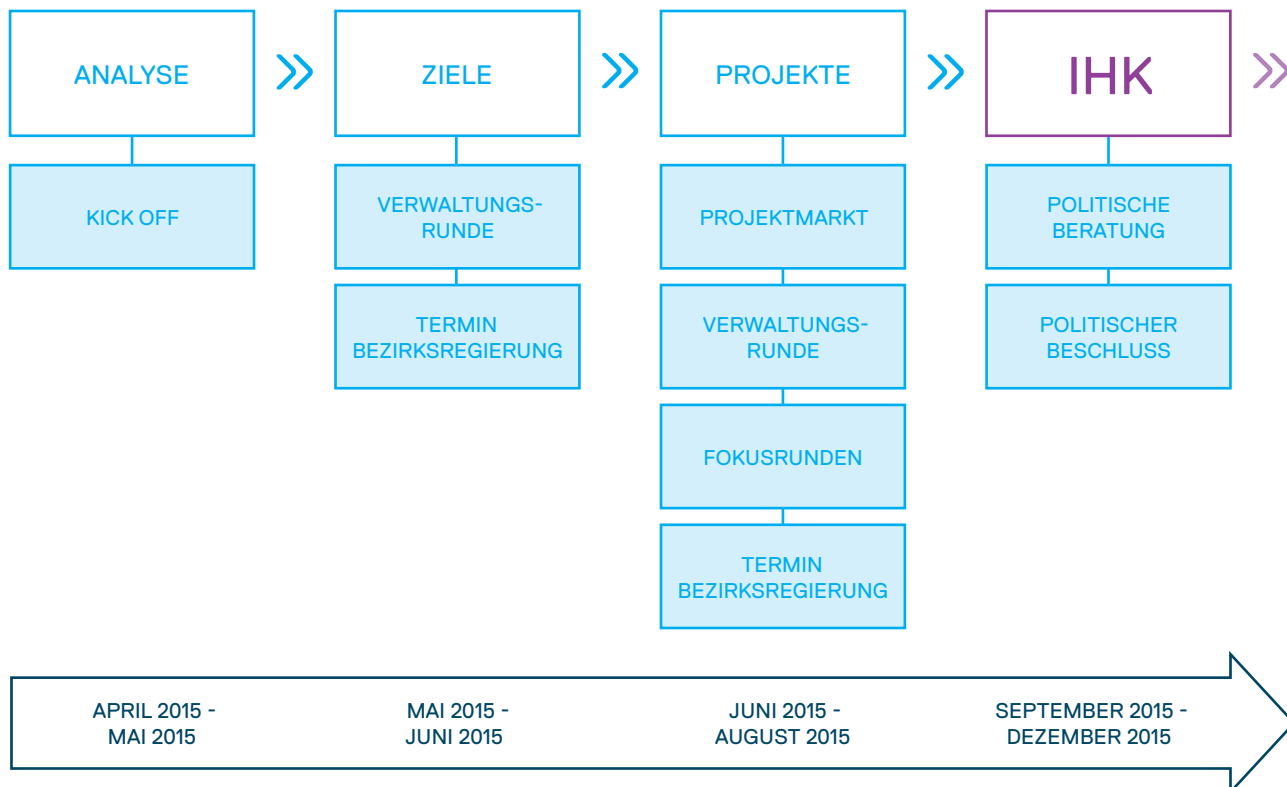 ANALYSE
ZIELE
PROJEKTE
IHK
KICK OFF
VERWALTUNGS-
RUNDE
PROJEKTMARKT
POLITISCHE
BERATUNG
TERMIN
BEZIRKSREGIERUNG
VERWALTUNGS-
RUNDE
POLITISCHER
BESCHLUSS
FOKUSRUNDEN
TERMIN
BEZIRKSREGIERUNG
APRIL 2015 -
MAI 2015
MAI 2015 -
JUNI 2015
JUNI 2015 -
AUGUST 2015
SEPTEMBER 2015 -
DEZEMBER 2015